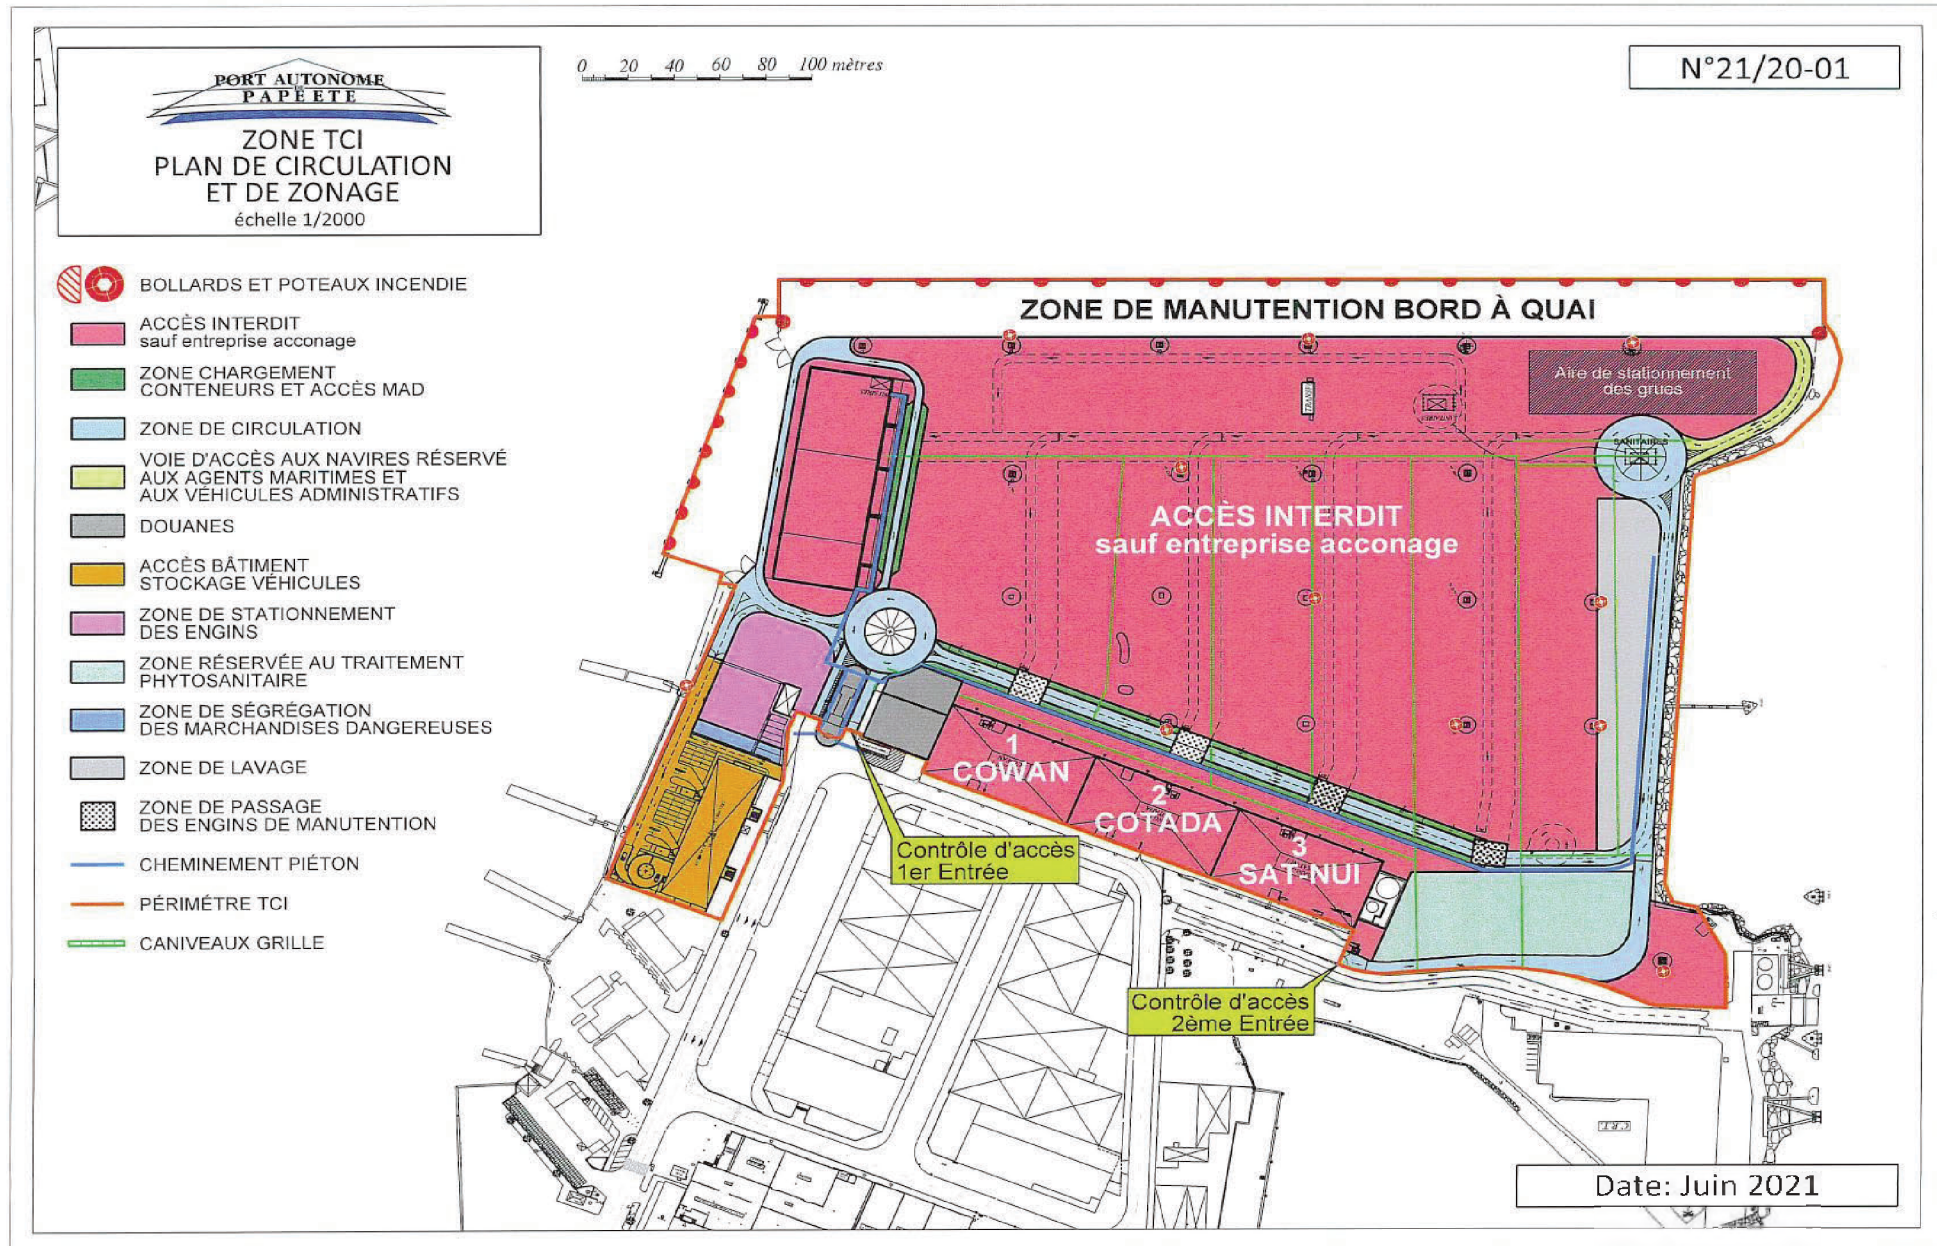 PORT AUTONOME
DE
PAPEETE
ZONE TCI
PLAN DE CIRCULATION
ET DE ZONAGE
échelle 1/2000
0 20 40 60 80 100 mètres
N°21/20-01
BOLLARDS ET POTEAUX INCENDIE
ACCÈS INTERDIT
sauf entreprise acconage
ZONE CHARGEMENT
CONTENEURS ET ACCÈS MAD
ZONE DE CIRCULATION
VOIE D'ACCÈS AUX NAVIRES RÉSERVÉ
AUX AGENTS MARITIMES ET
AUX VÉHICULES ADMINISTRATIFS
DOUANES
ACCÈS BÂTIMENT
STOCKAGE VÉHICULES
ZONE DE STATIONNEMENT
DES ENGINS
ZONE RÉSERVÉE AU TRAITEMENT
PHYTOSANITAIRE
ZONE DE SÉGRÉGATION
DES MARCHANDISES DANGEREUSES
ZONE DE LAVAGE
ZONE DE PASSAGE
DES ENGINS DE MANUTENTION
CHEMINEMENT PIÉTON
PÉRIMÉTRE TCI
CANIVEAUX GRILLE
ZONE DE MANUTENTION BORD À QUAI
Aire de stationnement
des grues
TRANSIT
SANITAIRES
ACCÈS INTERDIT
sauf entreprise acconage
1
COWAN
2
COTADA
3
SAT-NUI
Contrôle d'accès
1er Entrée
Contrôle d'accès
2ème Entrée
C.R.T.
Date: Juin 2021